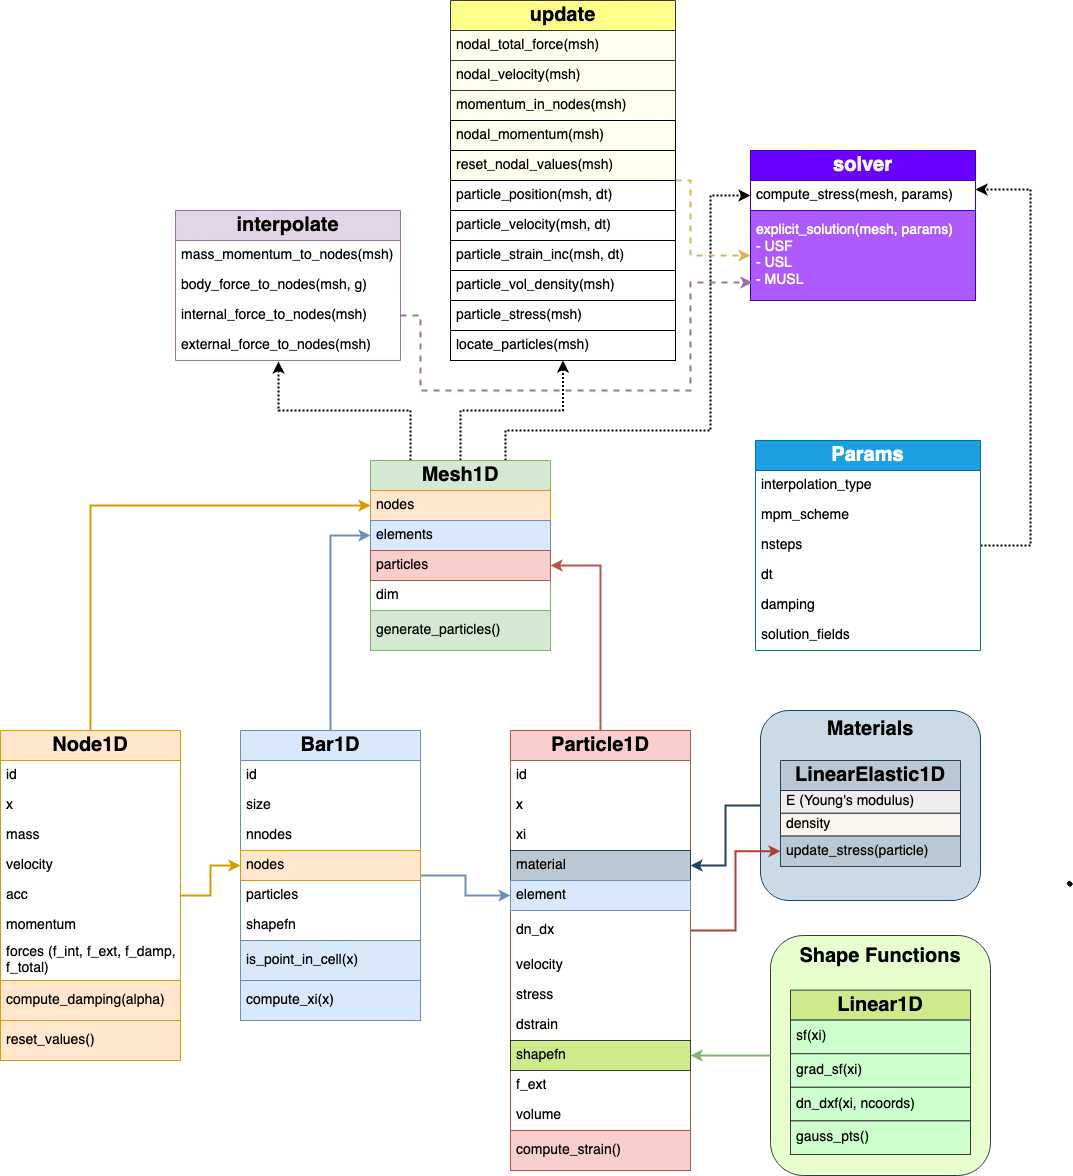 update
nodal_total_force(msh)
nodal_velocity(msh)
momentum_in_nodes(msh)
nodal_momentum(msh)
reset_nodal_values(msh)
particle_position(msh, dt)
particle_velocity(msh, dt)
particle_strain_inc(msh, dt)
particle_vol_density(msh)
particle_stress(msh)
locate_particles(msh)
solver
compute_stress(mesh, params)
explicit_solution(mesh, params)
- USF
- USL
- MUSL
interpolate
mass_momentum_to_nodes(msh)
body_force_to_nodes(msh, g)
internal_force_to_nodes(msh)
external_force_to_nodes(msh)
Mesh1D
nodes
elements
particles
dim
generate_particles()
Params
interpolation_type
mpm_scheme
nsteps
dt
damping
solution_fields
Node1D
id
x
mass
velocity
acc
momentum
forces (f_int, f_ext, f_damp,
f_total)
compute_damping(alpha)
reset_values()
Bar1D
id
size
nnodes
nodes
particles
shapefn
is_point_in_cell(x)
compute_xi(x)
Particle1D
id
x
xi
material
element
dn_dx
velocity
stress
dstrain
shapefn
f_ext
volume
compute_strain()
Materials
LinearElastic1D
E (Young's modulus)
density
update_stress(particle)
Shape Functions
Linear1D
sf(xi)
grad_sf(xi)
dn_dxf(xi, ncoords)
gauss_pts()